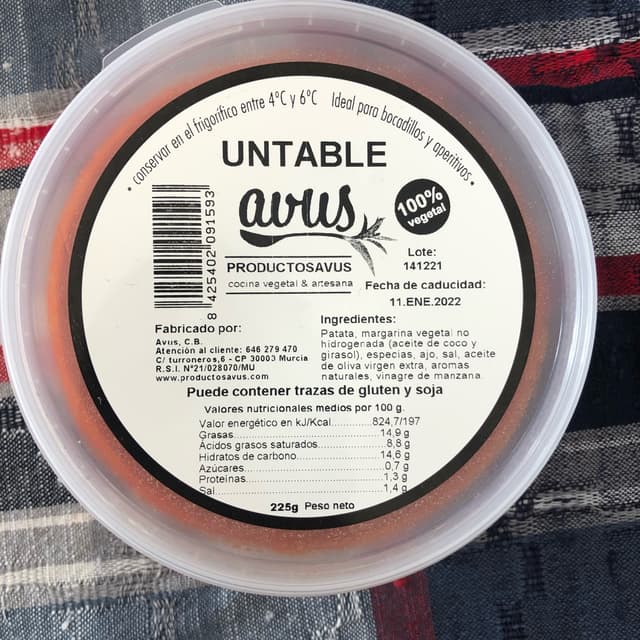 • conservar en el frigorífico entre 4ºC y 6ºC Ideal para bocadillos y aperitivos •
UNTABLE
avus
100%
vegetal
PRODUCTOSAVUS
cocina vegetal & artesana
8 425402 091593
Lote:
141221
Fecha de caducidad:
11.ENE.2022
Fabricado por:
Avus, C.B.
Atención al cliente: 646 279 470
C/ turroneros,6 - CP 30003 Murcia
R.S.I. Nº21/028070/MU
www.productosavus.com
Ingredientes:
Patata, margarina vegetal no
hidrogenada (aceite de coco y
girasol), especias, ajo, sal, aceite
de oliva virgen extra, aromas
naturales, vinagre de manzana.
Puede contener trazas de gluten y soja
Valores nutricionales medios por 100 g.
Valor energético en kJ/Kcal..........824,7/197
Grasas..........14,9 g
Ácidos grasos saturados..........8,8 g
Hidratos de carbono..........14,6 g
Azúcares..........0,7 g
Proteínas..........1,3 g
Sal..........1,4 g
225g Peso neto